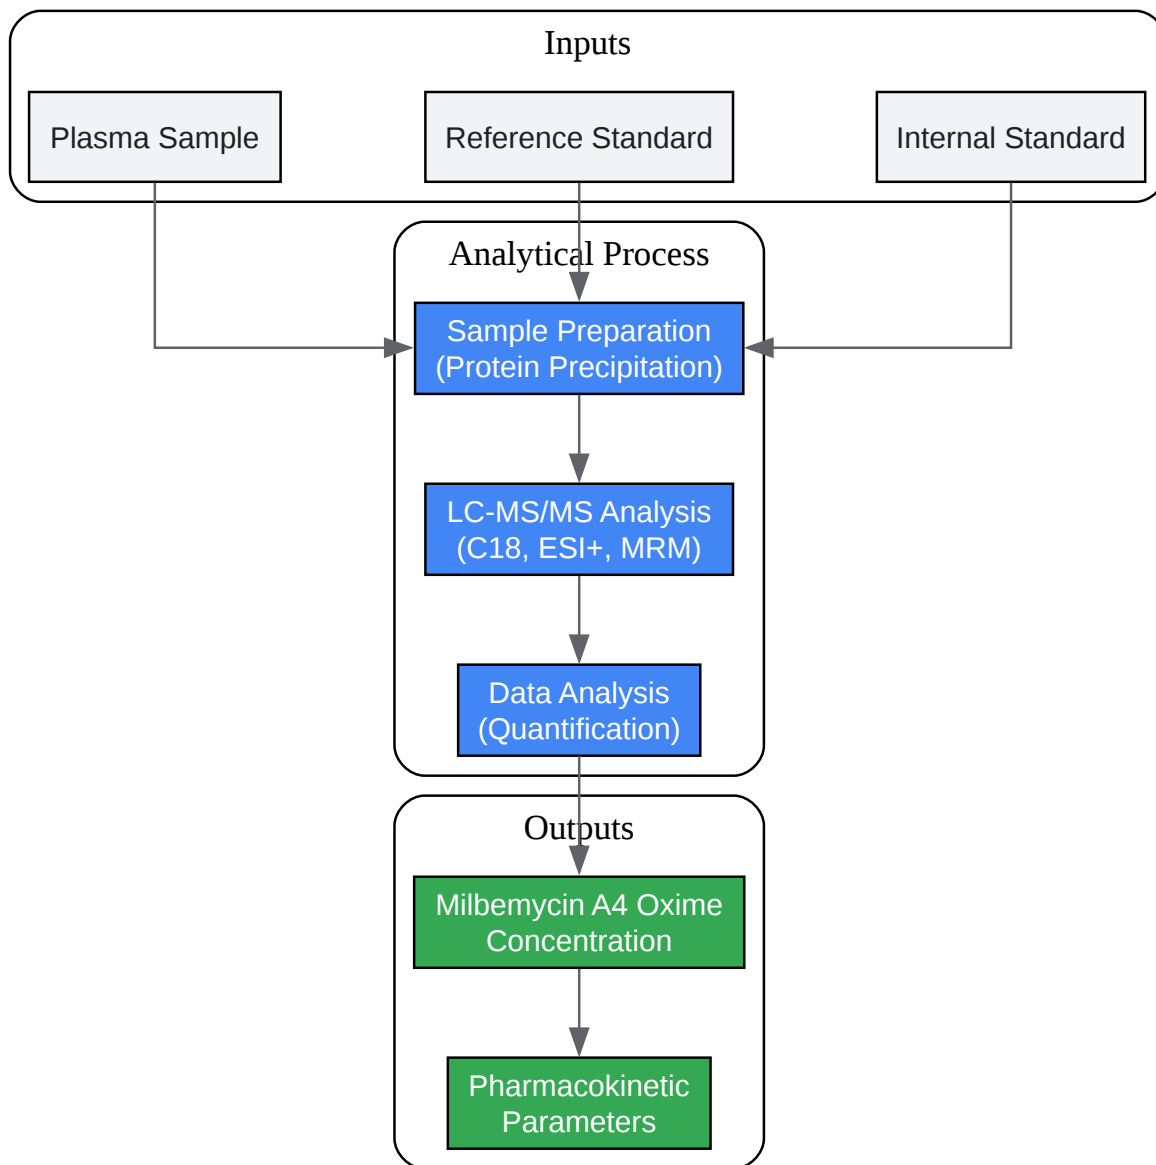 Inputs
Plasma Sample
Reference Standard
Internal Standard
Analytical Process
Sample Preparation
(Protein Precipitation)
LC-MS/MS Analysis
(C18, ESI+, MRM)
Data Analysis
(Quantification)
Outputs
Milbemycin A4 Oxime
Concentration
Pharmacokinetic
Parameters